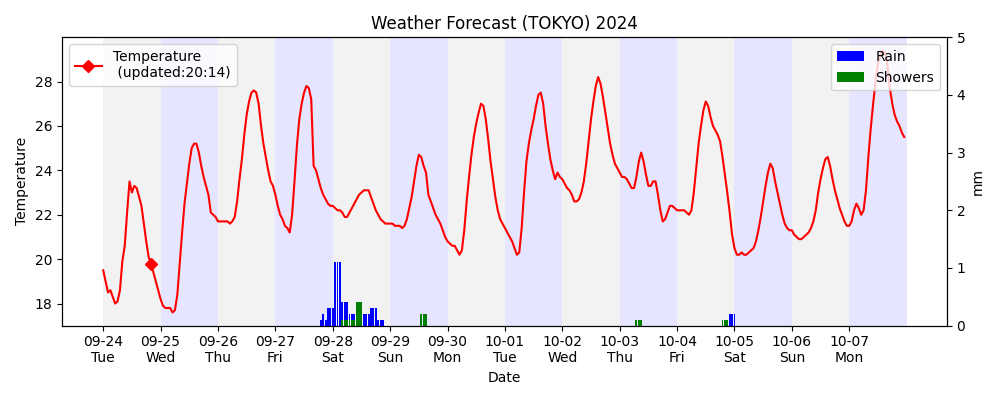 Weather Forecast (TOKYO) 2024
Temperature
(updated:20:14)
Rain
Showers
Temperature
28
26
24
22
20
18
5
4
3
2
1
0
mm
09-24 09-25 09-26 09-27 09-28 09-29 09-30 10-01 10-02 10-03 10-04 10-05 10-06 10-07
Tue Wed Thu Fri Sat Sun Mon Tue Wed Thu Fri Sat Sun Mon
Date